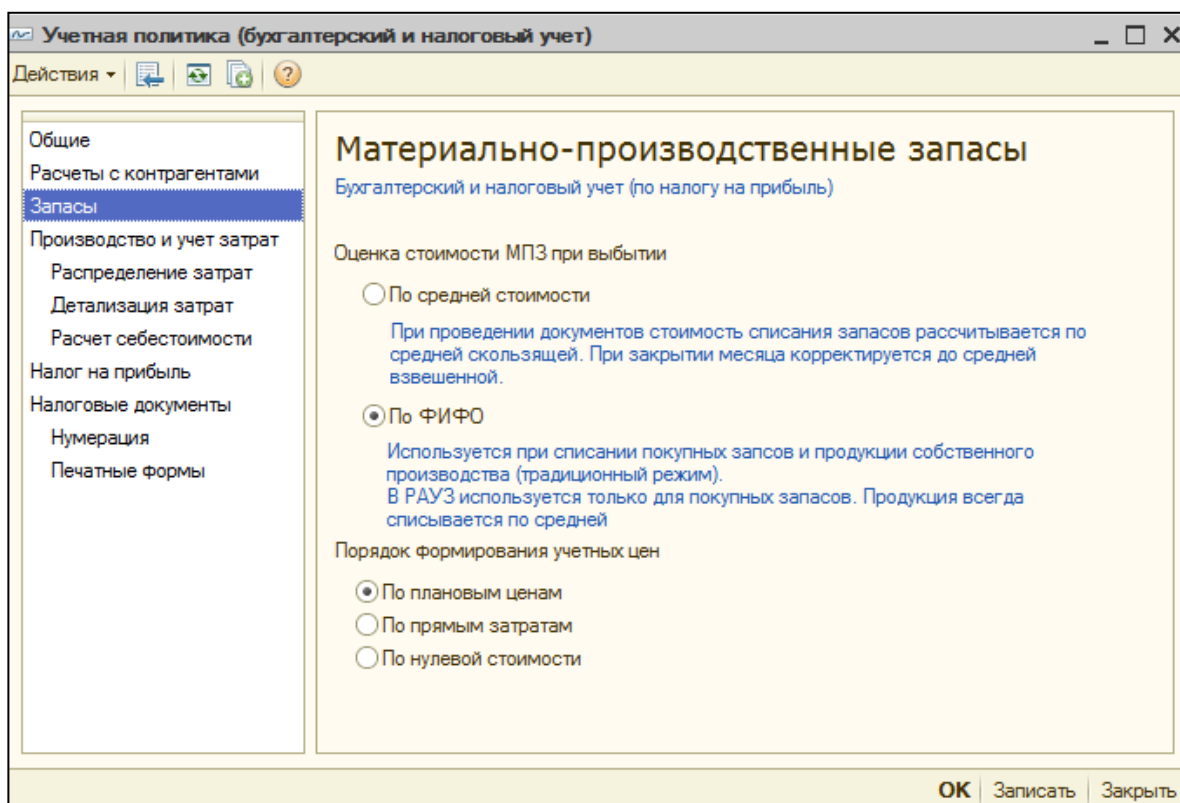 Учетная политика (бухгалтерский и налоговый учет)
Действия
Общие
Расчеты с контрагентами
Запасы
Производство и учет затрат
Распределение затрат
Детализация затрат
Расчет себестоимости
Налог на прибыль
Налоговые документы
Нумерация
Печатные формы
Материально-производственные запасы
Бухгалтерский и налоговый учет (по налогу на прибыль)
Оценка стоимости МПЗ при выбытии
По средней стоимости
При проведении документов стоимость списания запасов рассчитывается по
средней скользящей. При закрытии месяца корректируется до средней
взвешенной.
По ФИФО
Используется при списании покупных запсов и продукции собственного
производства (традиционный режим).
В РАУЗ используется только для покупных запасов. Продукция всегда
списывается по средней
Порядок формирования учетных цен
По плановым ценам
По прямым затратам
По нулевой стоимости
OK Записать Закрыть